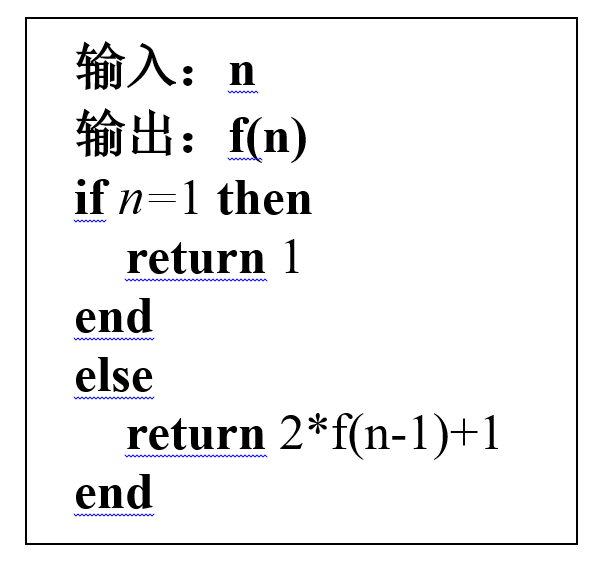 输入：n
输出：f(n)
if n=1 then
return 1
end
else
return 2*f(n-1)+1
end